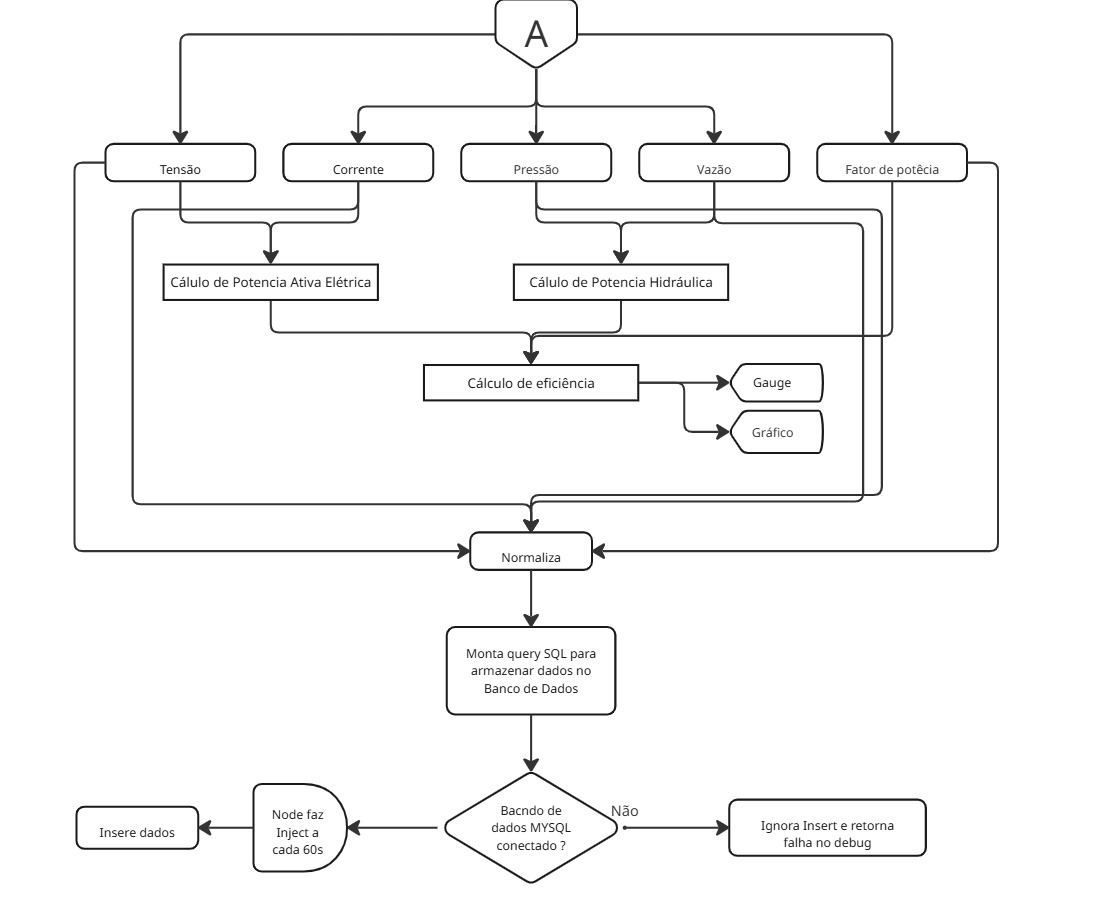 A
Tensão
Corrente
Pressão
Vazão
Fator de potêcia
Cálulo de Potencia Ativa Elétrica
Cálulo de Potencia Hidráulica
Cálculo de eficiência
Gauge
Gráfico
Normaliza
Monta query SQL para
armazenar dados no
Banco de Dados
Bacndo de
dados MYSQL
conectado ?
Não
Node faz
Inject a
cada 60s
Insere dados
Ignora Insert e retorna
falha no debug